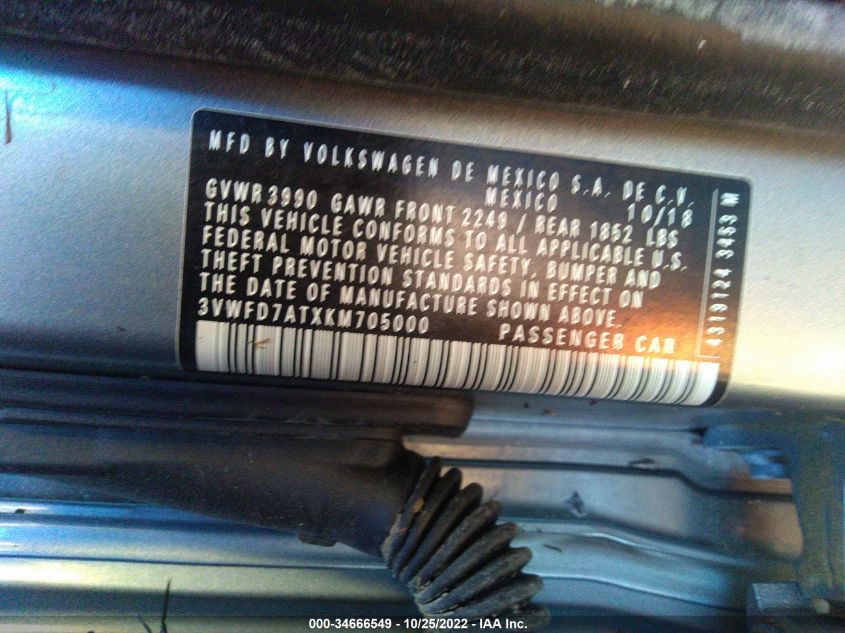 MFD BY VOLKSWAGEN DE MEXICO S.A. DE C.V.
MEXICO 10/18
GVWR 3990 GAWR FRONT 2249 / REAR 1852 LBS
THIS VEHICLE CONFORMS TO ALL APPLICABLE U.S.
FEDERAL MOTOR VEHICLE SAFETY, BUMPER AND
THEFT PREVENTION STANDARDS IN EFFECT ON
THE DATE OF MANUFACTURE SHOWN ABOVE.
3VWFD7ATXKM705000 PASSENGER CAR
4319124 3453 M
000-34666549 - 10/25/2022 - IAA Inc.